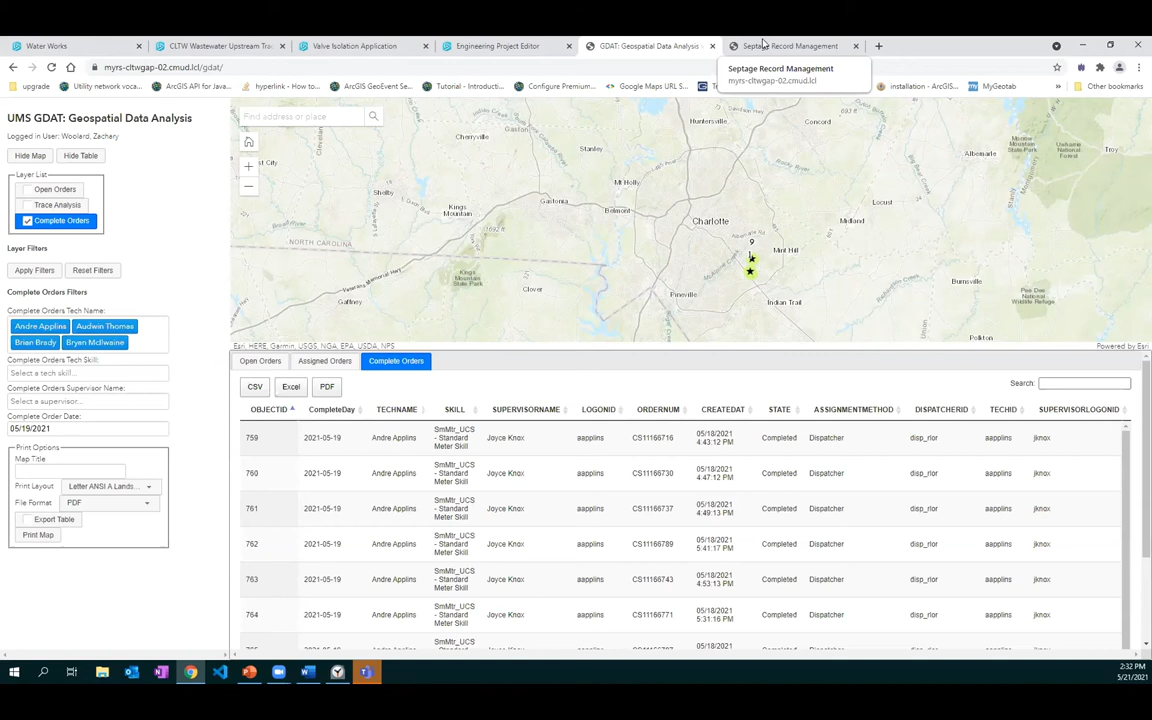 Water Works
CLTW Wastewater Upstream Tra
Valve Isolation Application
Engineering Project Editor
GDAT: Geospatial Data Analysis
Septage Record Management
myrs-cltwgap-02.cmud.lcl/gdat/
Septage Record Management
myrs-cltwgap-02.cmud.lcl
upgrade
Utility network voca...
ArcGIS API for Java...
hyperlink - How to...
ArcGIS GeoEvent Se...
Tutorial - Introducti...
Configure Premium...
Google Maps URL S...
installation - ArcGIS...
MyGeotab
Other bookmarks
UMS GDAT: Geospatial Data Analysis
Logged in User: Woolard, Zachary
Hide Map
Hide Table
Layer List
Open Orders
Trace Analysis
Complete Orders
Layer Filters
Apply Filters
Reset Filters
Complete Orders Filters
Complete Orders Tech Name:
Andre Applins
Audwin Thomas
Brian Brady
Bryan McIlwaine
Complete Orders Tech Skill:
Select a tech skill...
Complete Orders Supervisor Name:
Select a supervisor...
Complete Order Date:
05/19/2021
Print Options
Map Title
Print Layout
Letter ANSI A Lands...
File Format
PDF
Export Table
Print Map
Find address or place
Cherryville
Gaston
Stanley
Huntersville
Concord
Albemarle
Troy
Uwharrie National Forest
Shelby
Mt Holly
Kings Mountain
Gastonia
Belmont
Charlotte
Locust
Midland
1692 ft
9
Mint Hill
NORTH CAROLINA
Kings Mountain State Park
Clover
Pineville
Indian Trail
Burnsville
Gaffney
Polkton
Pee Dee National Wildlife Refuge
Esri, HERE, Garmin, USGS, NGA, EPA, USDA, NPS
Powered by Esri
Open Orders
Assigned Orders
Complete Orders
CSV
Excel
PDF
Search:
OBJECTID CompleteDay TECHNAME SKILL SUPERVISORNAME LOGONID ORDERNUM CREATEDAT STATE ASSIGNMENTMETHOD DISPATCHERID TECHID SUPERVISORLOGONID
759 2021-05-19 Andre Applins SmMtr_UCS - Standard Meter Skill Joyce Knox aapplins CS11166716 05/18/2021 4:43:12 PM Completed Dispatcher disp_rlor aapplins jknox
760 2021-05-19 Andre Applins SmMtr_UCS - Standard Meter Skill Joyce Knox aapplins CS11166730 05/18/2021 4:47:12 PM Completed Dispatcher disp_rlor aapplins jknox
761 2021-05-19 Andre Applins SmMtr_UCS - Standard Meter Skill Joyce Knox aapplins CS11166737 05/18/2021 4:49:13 PM Completed Dispatcher disp_rlor aapplins jknox
762 2021-05-19 Andre Applins SmMtr_UCS - Standard Meter Skill Joyce Knox aapplins CS11166789 05/18/2021 5:41:17 PM Completed Dispatcher disp_rlor aapplins jknox
763 2021-05-19 Andre Applins SmMtr_UCS - Standard Meter Skill Joyce Knox aapplins CS11166743 05/18/2021 4:53:13 PM Completed Dispatcher disp_rlor aapplins jknox
764 2021-05-19 Andre Applins SmMtr_UCS - Standard Meter Skill Joyce Knox aapplins CS11166771 05/18/2021 5:31:16 PM Completed Dispatcher disp_rlor aapplins jknox
2:32 PM
5/21/2021